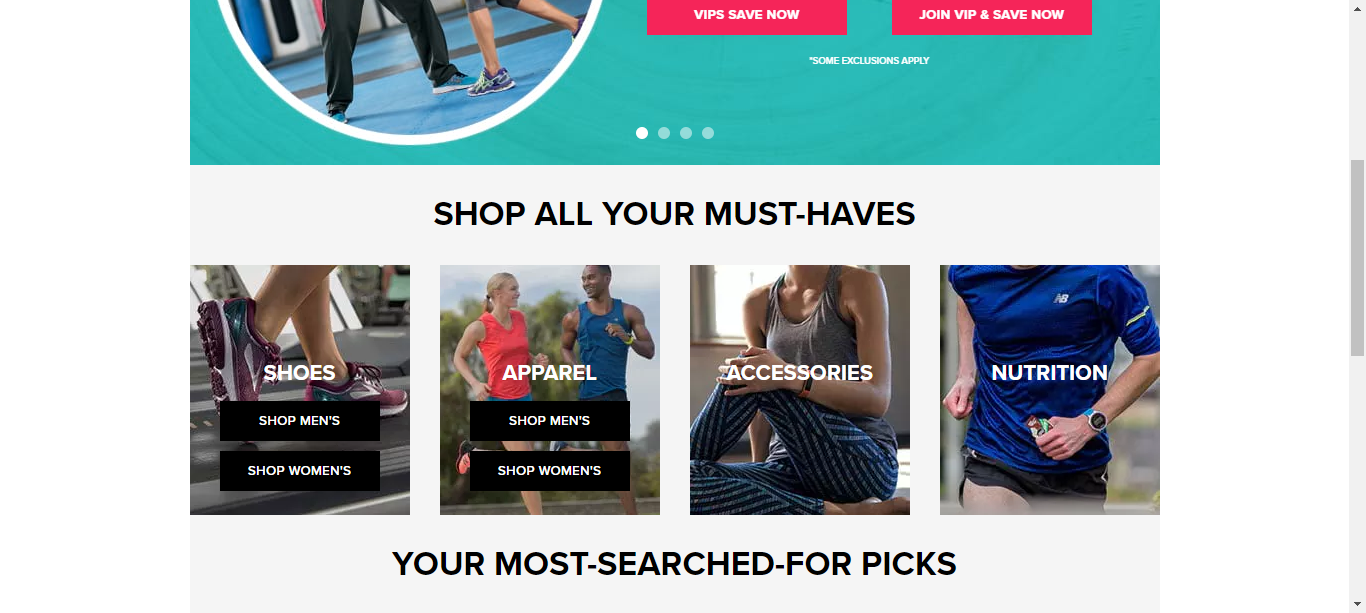 VIPS SAVE NOW
JOIN VIP & SAVE NOW
*SOME EXCLUSIONS APPLY
SHOP ALL YOUR MUST-HAVES
SHOES
SHOP MEN'S
SHOP WOMEN'S
APPAREL
SHOP MEN'S
SHOP WOMEN'S
ACCESSORIES
NB
NUTRITION
YOUR MOST-SEARCHED-FOR PICKS